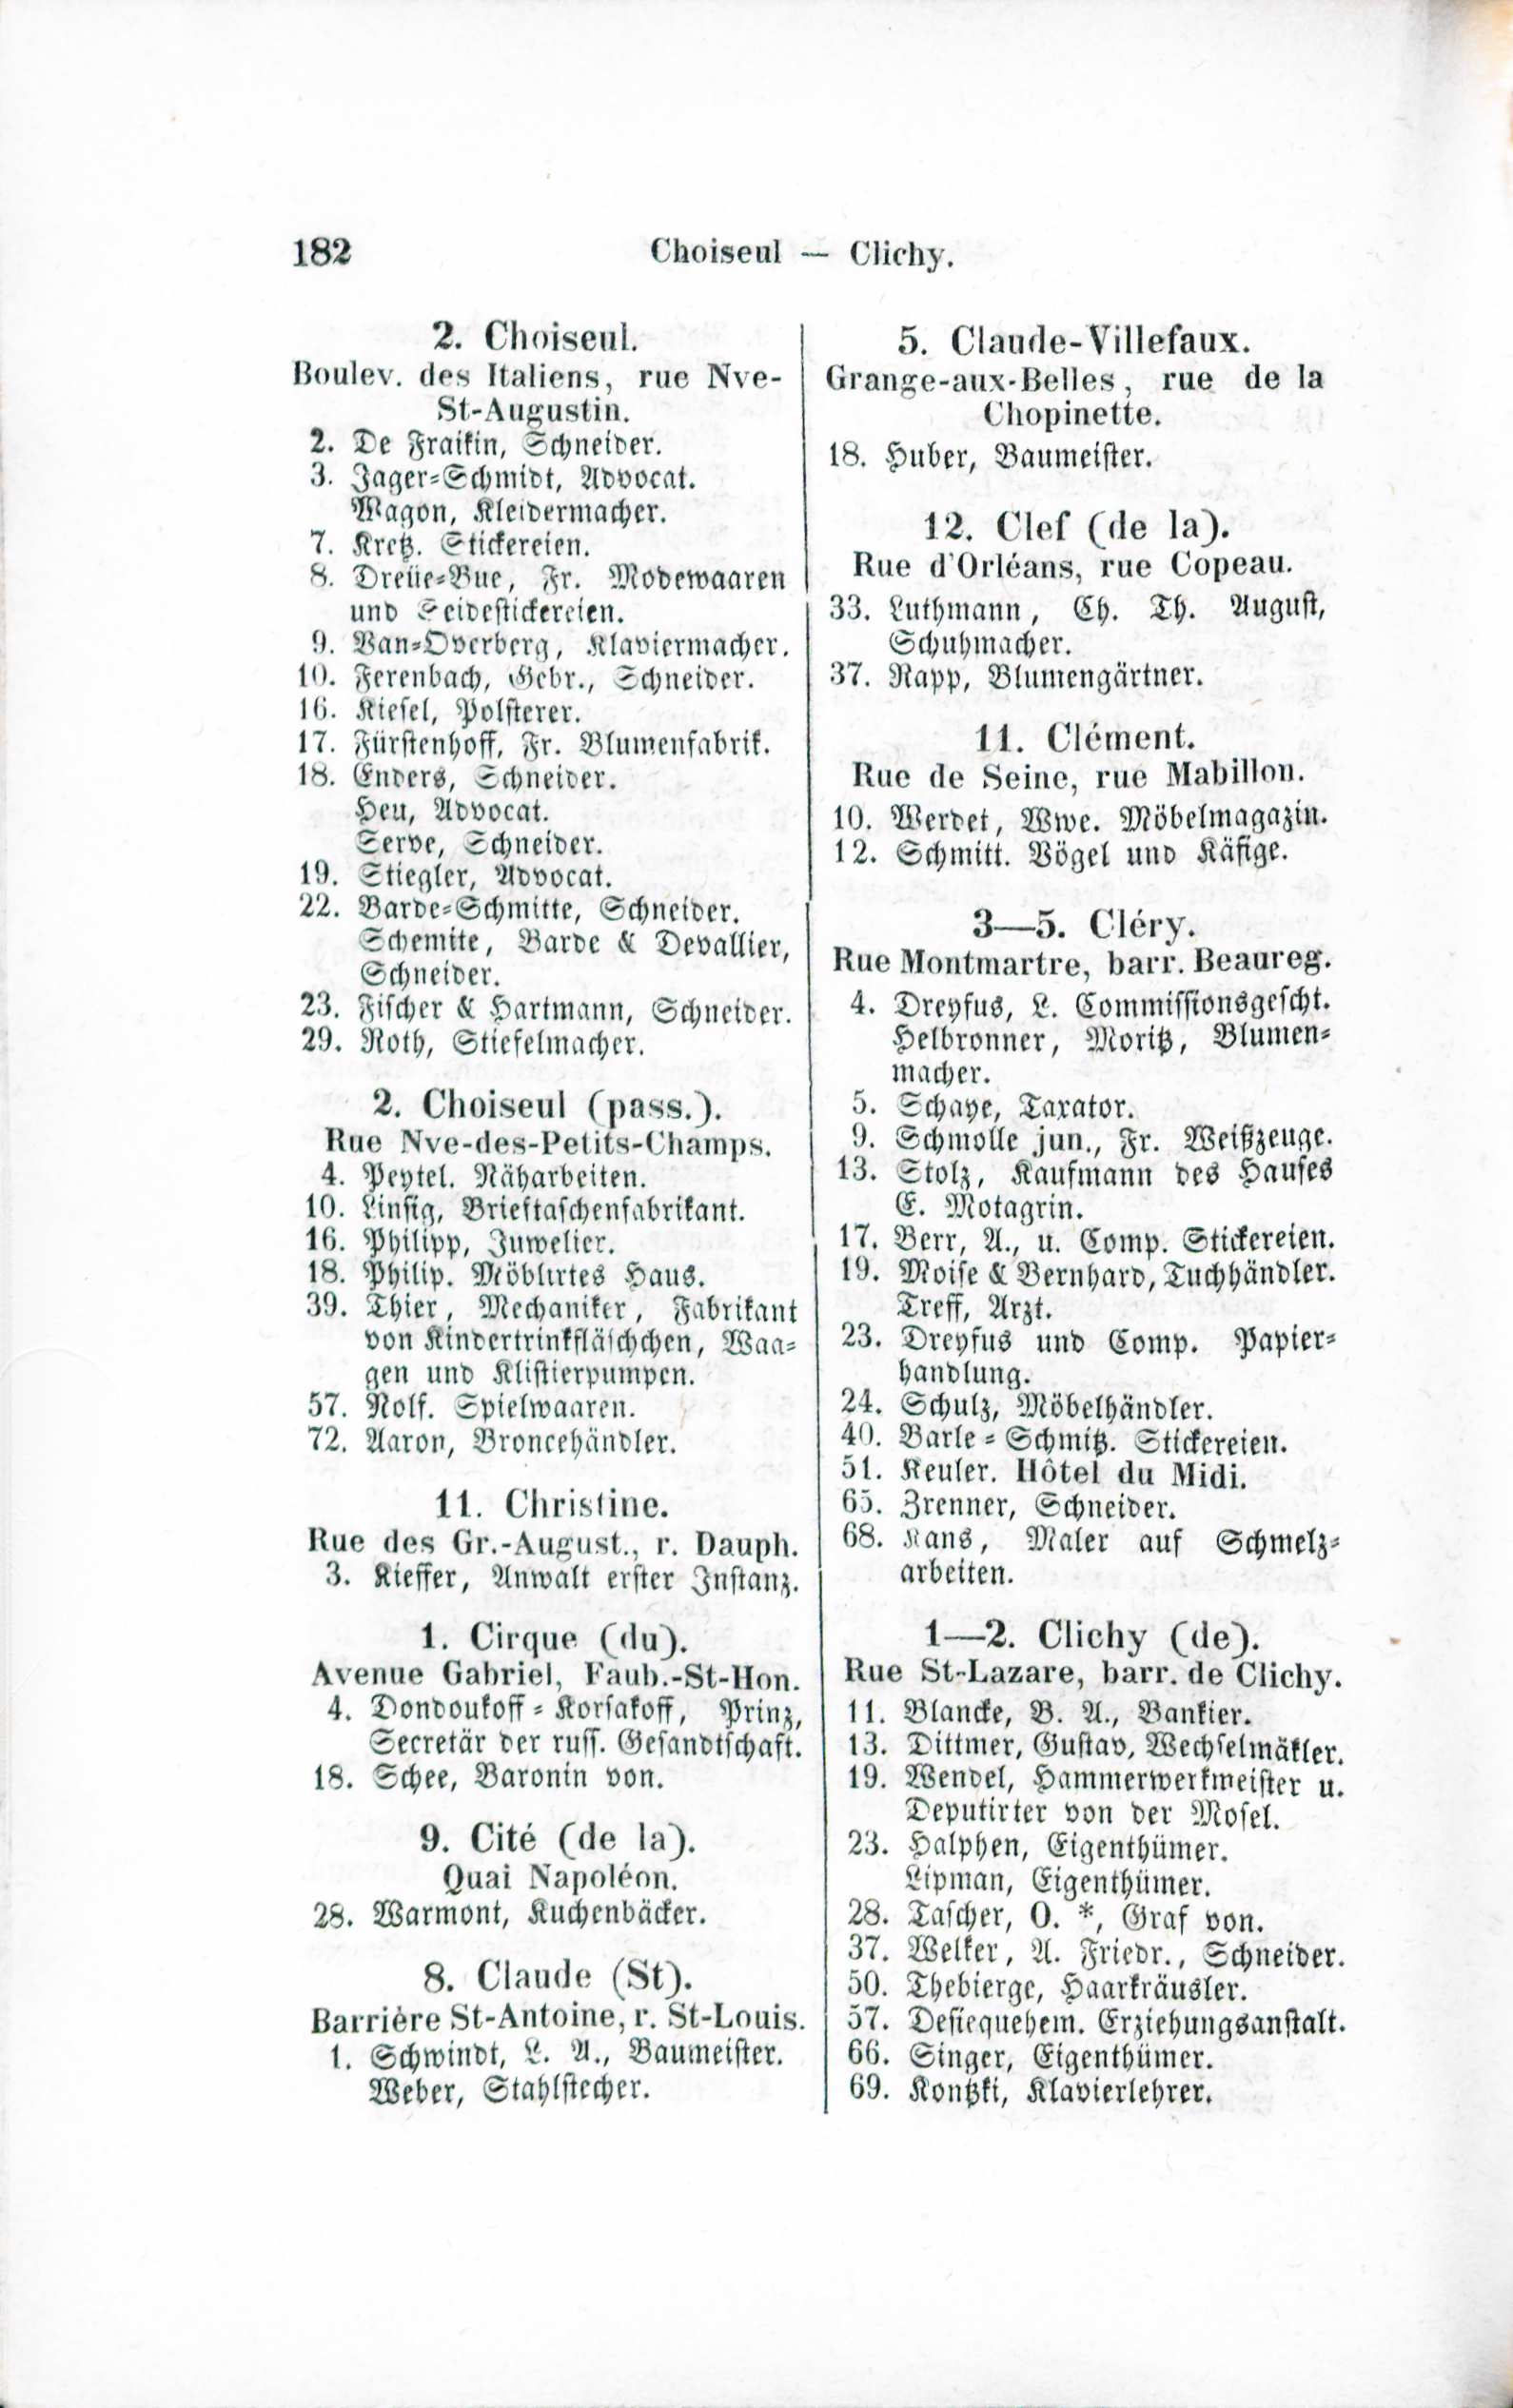 182
Choiseul — Clichy.
2. Choiseul.
Boulev. des Italiens, rue Nve-
St-Augustin.
2. De Fraikin, Schneider.
3. Jager-Schmidt, Advocat.
Wagon, Kleidermacher.
7. Kretz. Stickereien.
8. Dreüe-Bue, Fr. Modewaaren
und Seidestickereien.
9. Van-Overberg, Klaviermacher.
10. Ferenbach, Gebr., Schneider.
16. Kiesel, Polsterer.
17. Fürstenhoff, Fr. Blumenfabrik.
18. Enders, Schneider.
Heu, Advocat.
Serve, Schneider.
19. Stiegler, Advocat.
22. Barde-Schmitte, Schneider.
Schemite, Barde & Devallier,
Schneider.
23. Fischer & Hartmann, Schneider.
29. Roth, Stiefelmacher.
2. Choiseul (pass.).
Rue Nve-des-Petits-Champs.
4. Peytel. Näharbeiten.
10. Linsig, Brieftaschenfabrikant.
16. Philipp, Juwelier.
18. Philip. Möblirtes Haus.
39. Thier, Mechaniker, Fabrikant
von Kindertrinkfläschchen, Waa-
gen und Klistierpumpen.
57. Nolf. Spielwaaren.
72. Aaron, Broncehändler.
11. Christine.
Rue des Gr.-August., r. Dauph.
3. Kieffer, Anwalt erster Instanz.
1. Cirque (du).
Avenue Gabriel, Faub.-St-Hon.
4. Dondoukoff-Korsakoff, Prinz,
Secretär der russ. Gesandtschaft.
18. Schee, Baronin von.
9. Cité (de la).
Quai Napoléon.
28. Warmont, Kuchenbäcker.
8. Claude (St).
Barrière St-Antoine, r. St-Louis.
1. Schwindt, L. A., Baumeister.
Weber, Stahlstecher.
5. Claude-Villefaux.
Grange-aux-Belles, rue de la
Chopinette.
18. Huber, Baumeister.
12. Clef (de la).
Rue d'Orléans, rue Copeau.
33. Luthmann, Ch. Th. August,
Schuhmacher.
37. Rapp, Blumengärtner.
11. Clément.
Rue de Seine, rue Mabillon.
10. Werdet, Wwe. Möbelmagazin.
12. Schmitt. Vögel und Käfige.
3—5. Cléry.
Rue Montmartre, barr. Beaureg.
4. Dreyfus, L. Commissionsgescht.
Helbronner, Moritz, Blumen-
macher.
5. Schaye, Taxator.
9. Schmolle jun., Fr. Weißzeuge.
13. Stolz, Kaufmann des Hauses
E. Motagrin.
17. Berr, A., u. Comp. Stickereien.
19. Moise & Bernhard, Tuchhändler.
Treff, Arzt.
23. Dreyfus und Comp. Papier-
handlung.
24. Schulz, Möbelhändler.
40. Barle-Schmitz. Stickereien.
51. Keuler. Hôtel du Midi.
65. Zrenner, Schneider.
68. Kans, Maler auf Schmelz-
arbeiten.
1—2. Clichy (de).
Rue St-Lazare, barr. de Clichy.
11. Blancke, B. A., Bankier.
13. Dittmer, Gustav, Wechselmäkler.
19. Wendel, Hammerwerkmeister u.
Deputirter von der Mosel.
23. Halphen, Eigenthümer.
Lipman, Eigenthümer.
28. Tascher, O. *, Graf von.
37. Welker, A. Friedr., Schneider.
50. Thebierge, Haarkräusler.
57. Desiequehem. Erziehungsanstalt.
66. Singer, Eigenthümer.
69. Kontzki, Klavierlehrer.